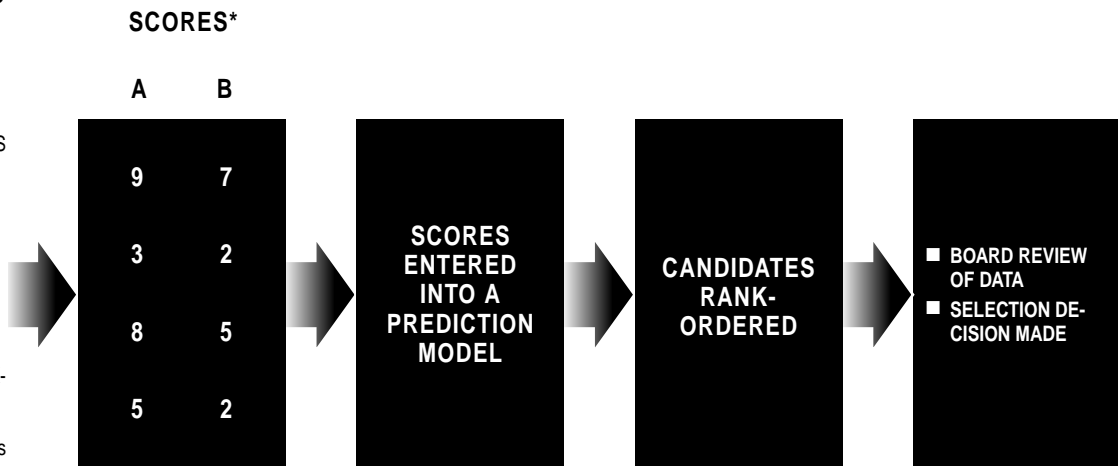 SCORES*
A B
9 7
3 2
8 5
5 2
SCORES
ENTERED
INTO A
PREDICTION
MODEL
CANDIDATES
RANK-
ORDERED
■ BOARD REVIEW
OF DATA
■ SELECTION DE-
CISION MADE